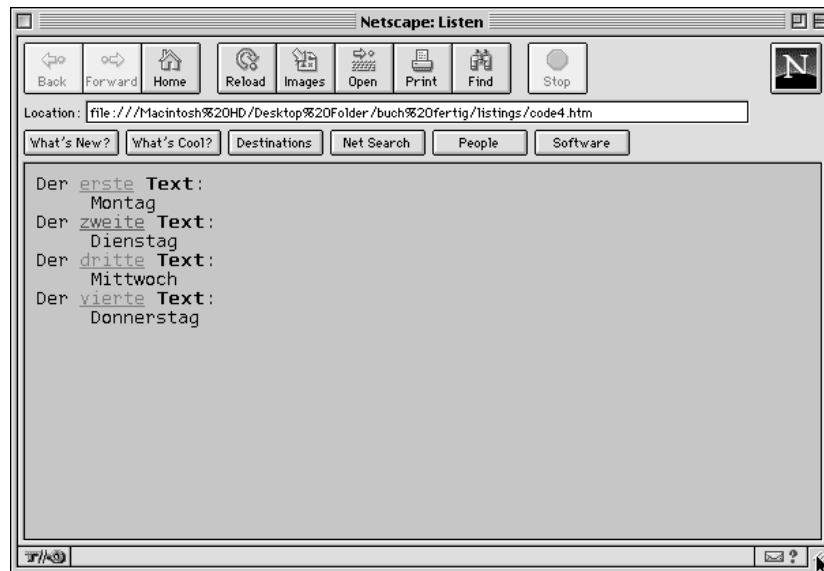 Netscape: Listen
Back Forward Home Reload Images Open Print Find Stop
N
Location: file:///Macintosh%20HD/Desktop%20Folder/buch%20fertig/listings/code4.htm
What's New? What's Cool? Destinations Net Search People Software
Der erste Text:
Montag
Der zweite Text:
Dienstag
Der dritte Text:
Mittwoch
Der vierte Text:
Donnerstag
?